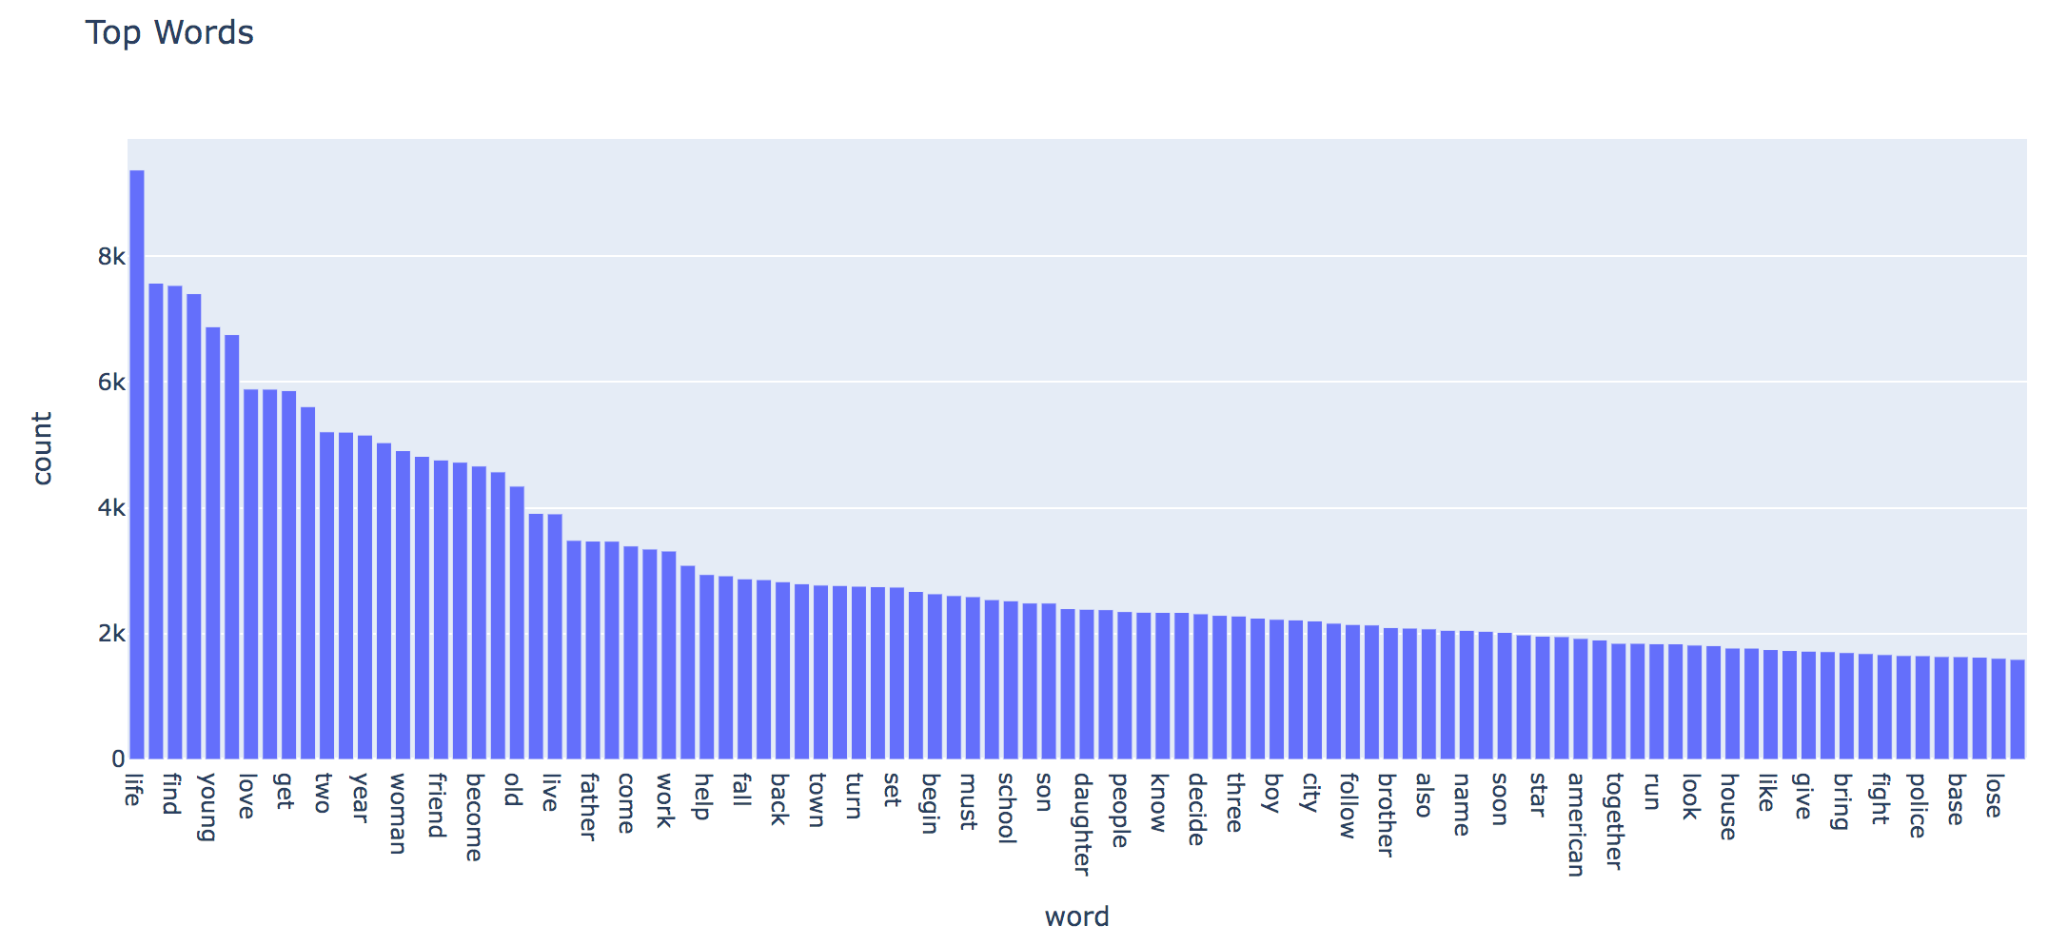 Top Words
8k
6k
4k
2k
0
count
life
find
young
love
get
two
year
woman
friend
become
old
live
father
come
work
help
fall
back
town
turn
set
begin
must
school
son
daughter
people
know
decide
three
boy
city
follow
brother
also
name
soon
star
american
together
run
look
house
like
give
bring
fight
police
base
lose
word